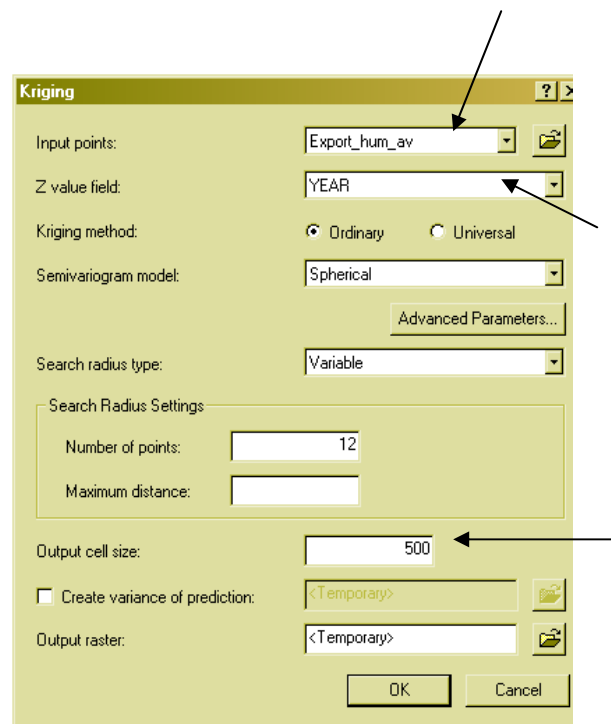 Kriging ? ×
Input points: Export_hum_av
Z value field: YEAR
Kriging method: Ordinary Universal
Semivariogram model: Spherical
Advanced Parameters...
Search radius type: Variable
Search Radius Settings
Number of points: 12
Maximum distance:
Output cell size: 500
Create variance of prediction: <Temporary>
Output raster: <Temporary>
OK Cancel